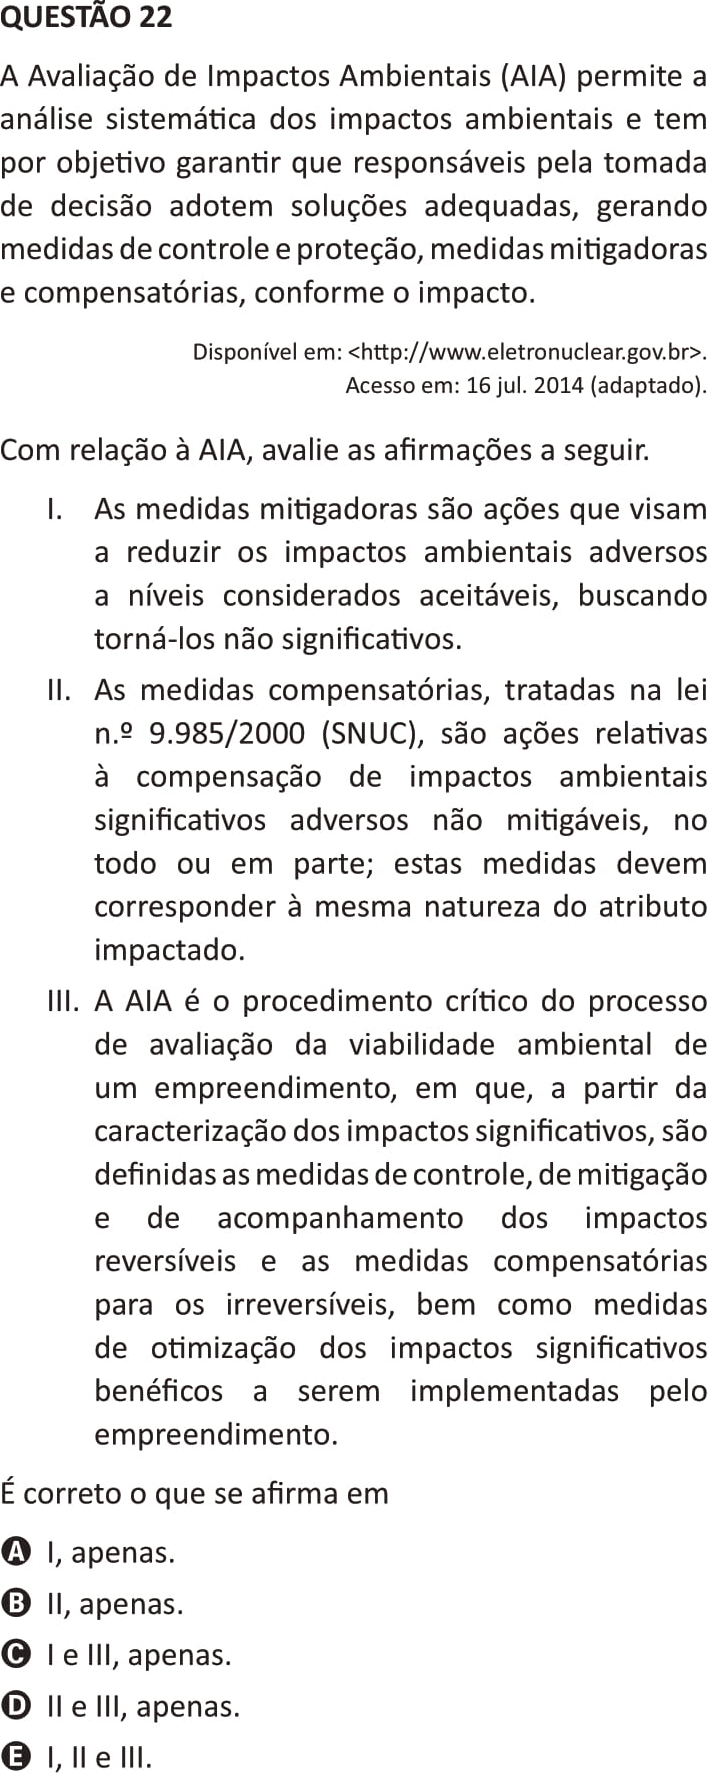 QUESTÃO 22
A Avaliação de Impactos Ambientais (AIA) permite a
análise sistemática dos impactos ambientais e tem
por objetivo garantir que responsáveis pela tomada
de decisão adotem soluções adequadas, gerando
medidas de controle e proteção, medidas mitigadoras
e compensatórias, conforme o impacto.
Disponível em: <http://www.eletronuclear.gov.br>.
Acesso em: 16 jul. 2014 (adaptado).
Com relação à AIA, avalie as afirmações a seguir.
I. As medidas mitigadoras são ações que visam
a reduzir os impactos ambientais adversos
a níveis considerados aceitáveis, buscando
torná-los não significativos.
II. As medidas compensatórias, tratadas na lei
n.º 9.985/2000 (SNUC), são ações relativas
à compensação de impactos ambientais
significativos adversos não mitigáveis, no
todo ou em parte; estas medidas devem
corresponder à mesma natureza do atributo
impactado.
III. A AIA é o procedimento crítico do processo
de avaliação da viabilidade ambiental de
um empreendimento, em que, a partir da
caracterização dos impactos significativos, são
definidas as medidas de controle, de mitigação
e de acompanhamento dos impactos
reversíveis e as medidas compensatórias
para os irreversíveis, bem como medidas
de otimização dos impactos significativos
benéficos a serem implementadas pelo
empreendimento.
É correto o que se afirma em
A I, apenas.
B II, apenas.
C I e III, apenas.
D II e III, apenas.
E I, II e III.